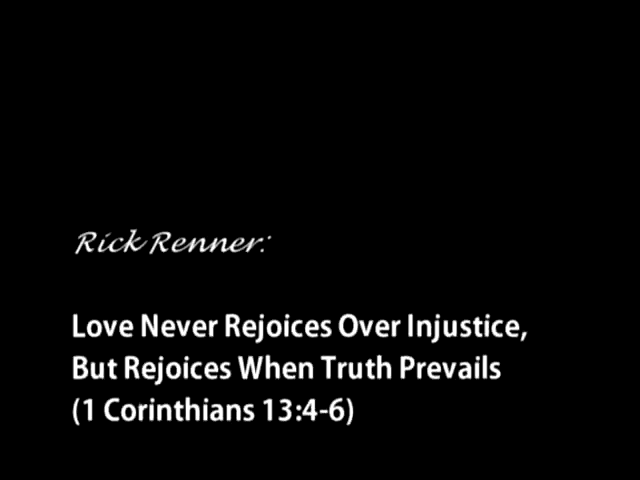 Rick Renner:
Love Never Rejoices Over Injustice,
But Rejoices When Truth Prevails
(1 Corinthians 13:4-6)